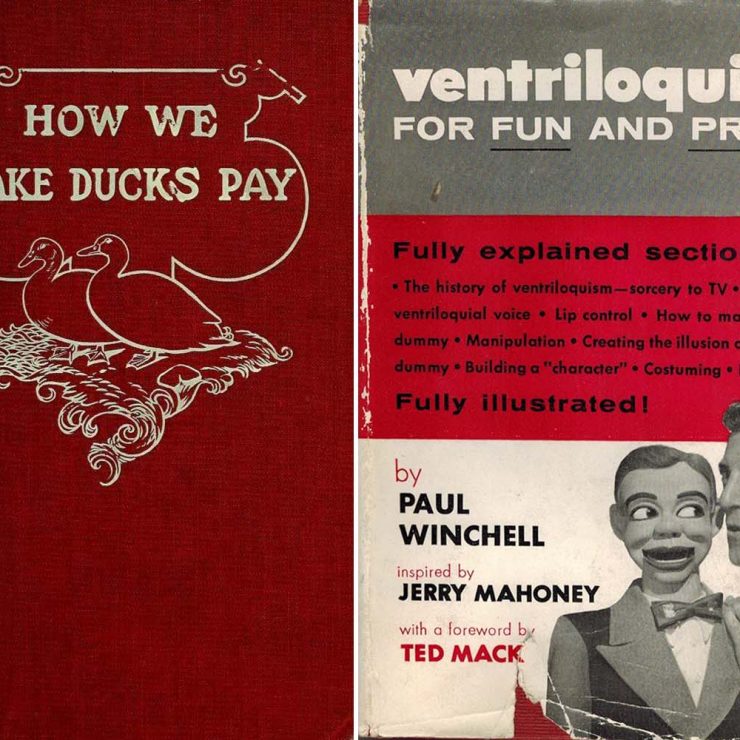 HOW WE
AKE DUCKS PAY
ventriloqui
FOR FUN AND PR
Fully explained sectio
• The history of ventriloquism—sorcery to TV •
ventriloquial voice • Lip control • How to ma
dummy • Manipulation • Creating the illusion o
dummy • Building a "character" • Costuming •
Fully illustrated!
by
PAUL
WINCHELL
inspired by
JERRY MAHONEY
with a foreword by
TED MACK